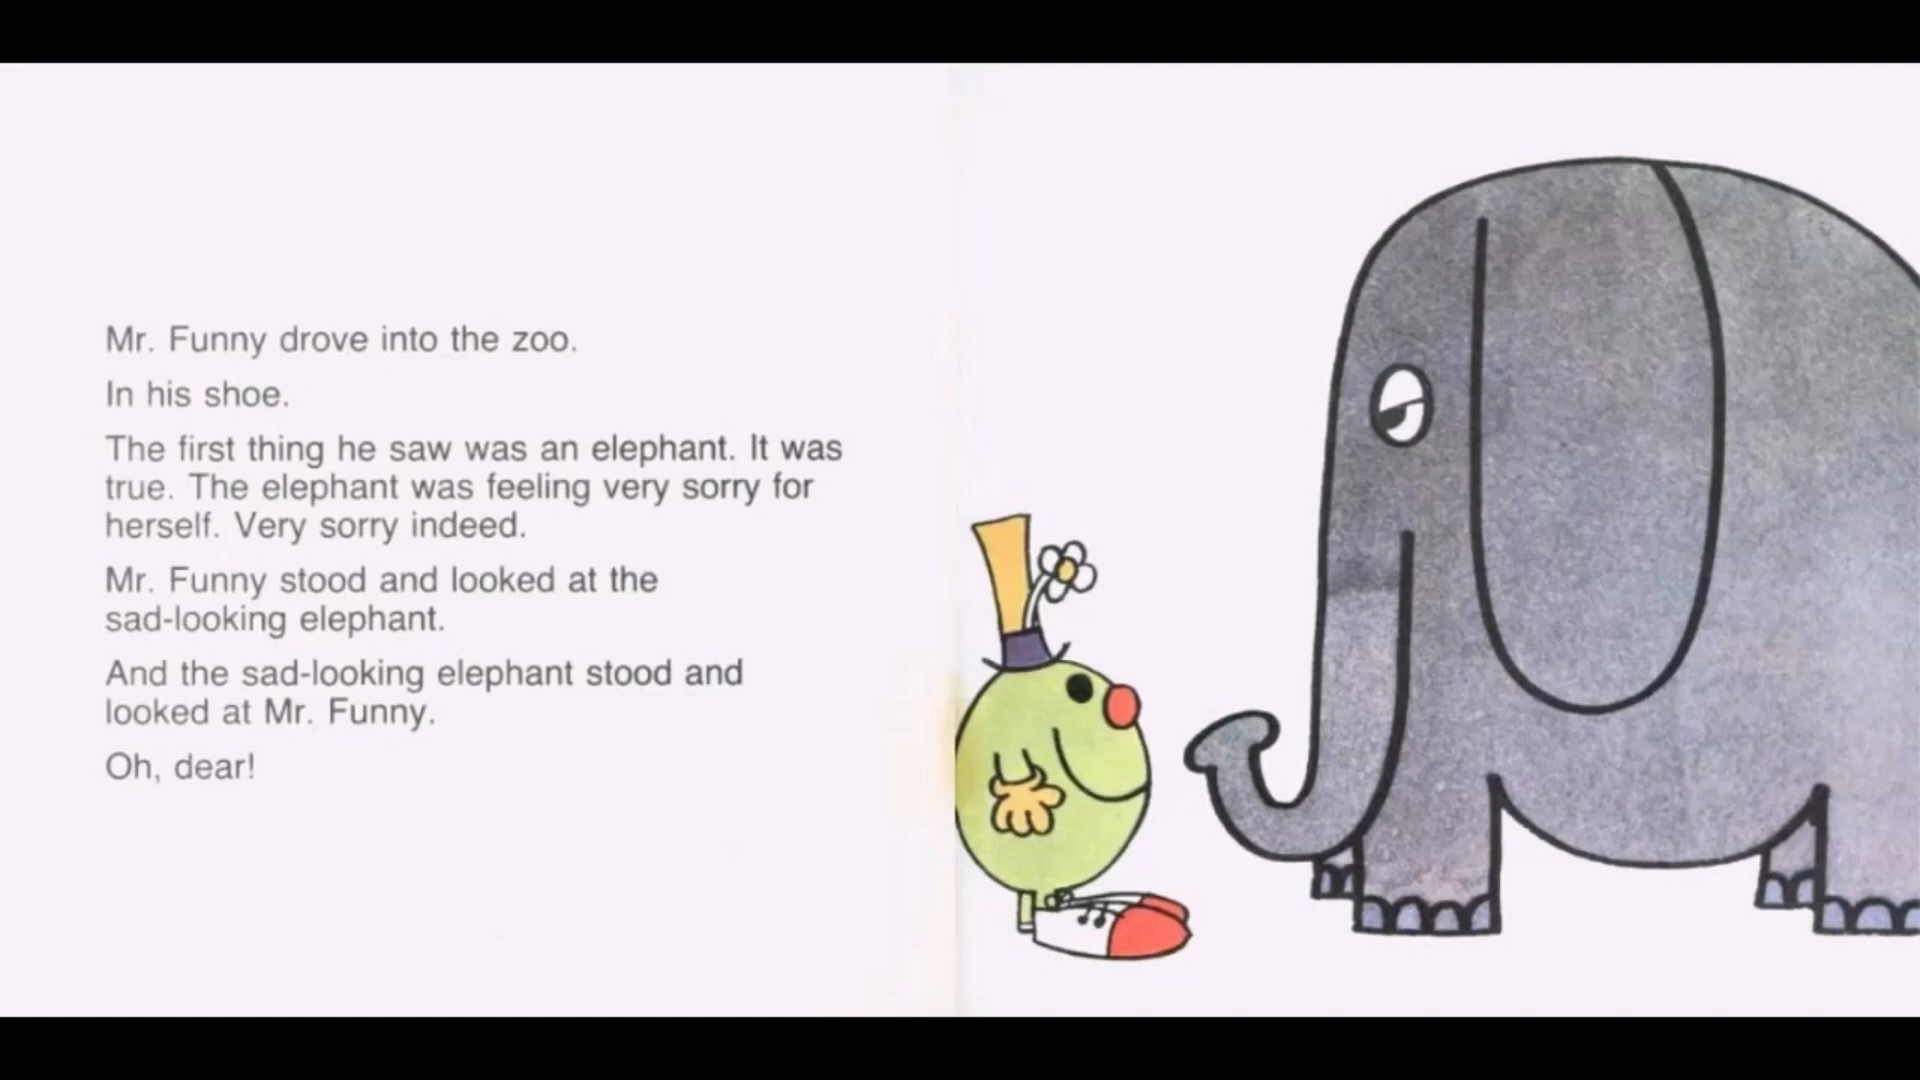 Mr. Funny drove into the zoo.
In his shoe.
The first thing he saw was an elephant. It was
true. The elephant was feeling very sorry for
herself. Very sorry indeed.
Mr. Funny stood and looked at the
sad-looking elephant.
And the sad-looking elephant stood and
looked at Mr. Funny.
Oh, dear!